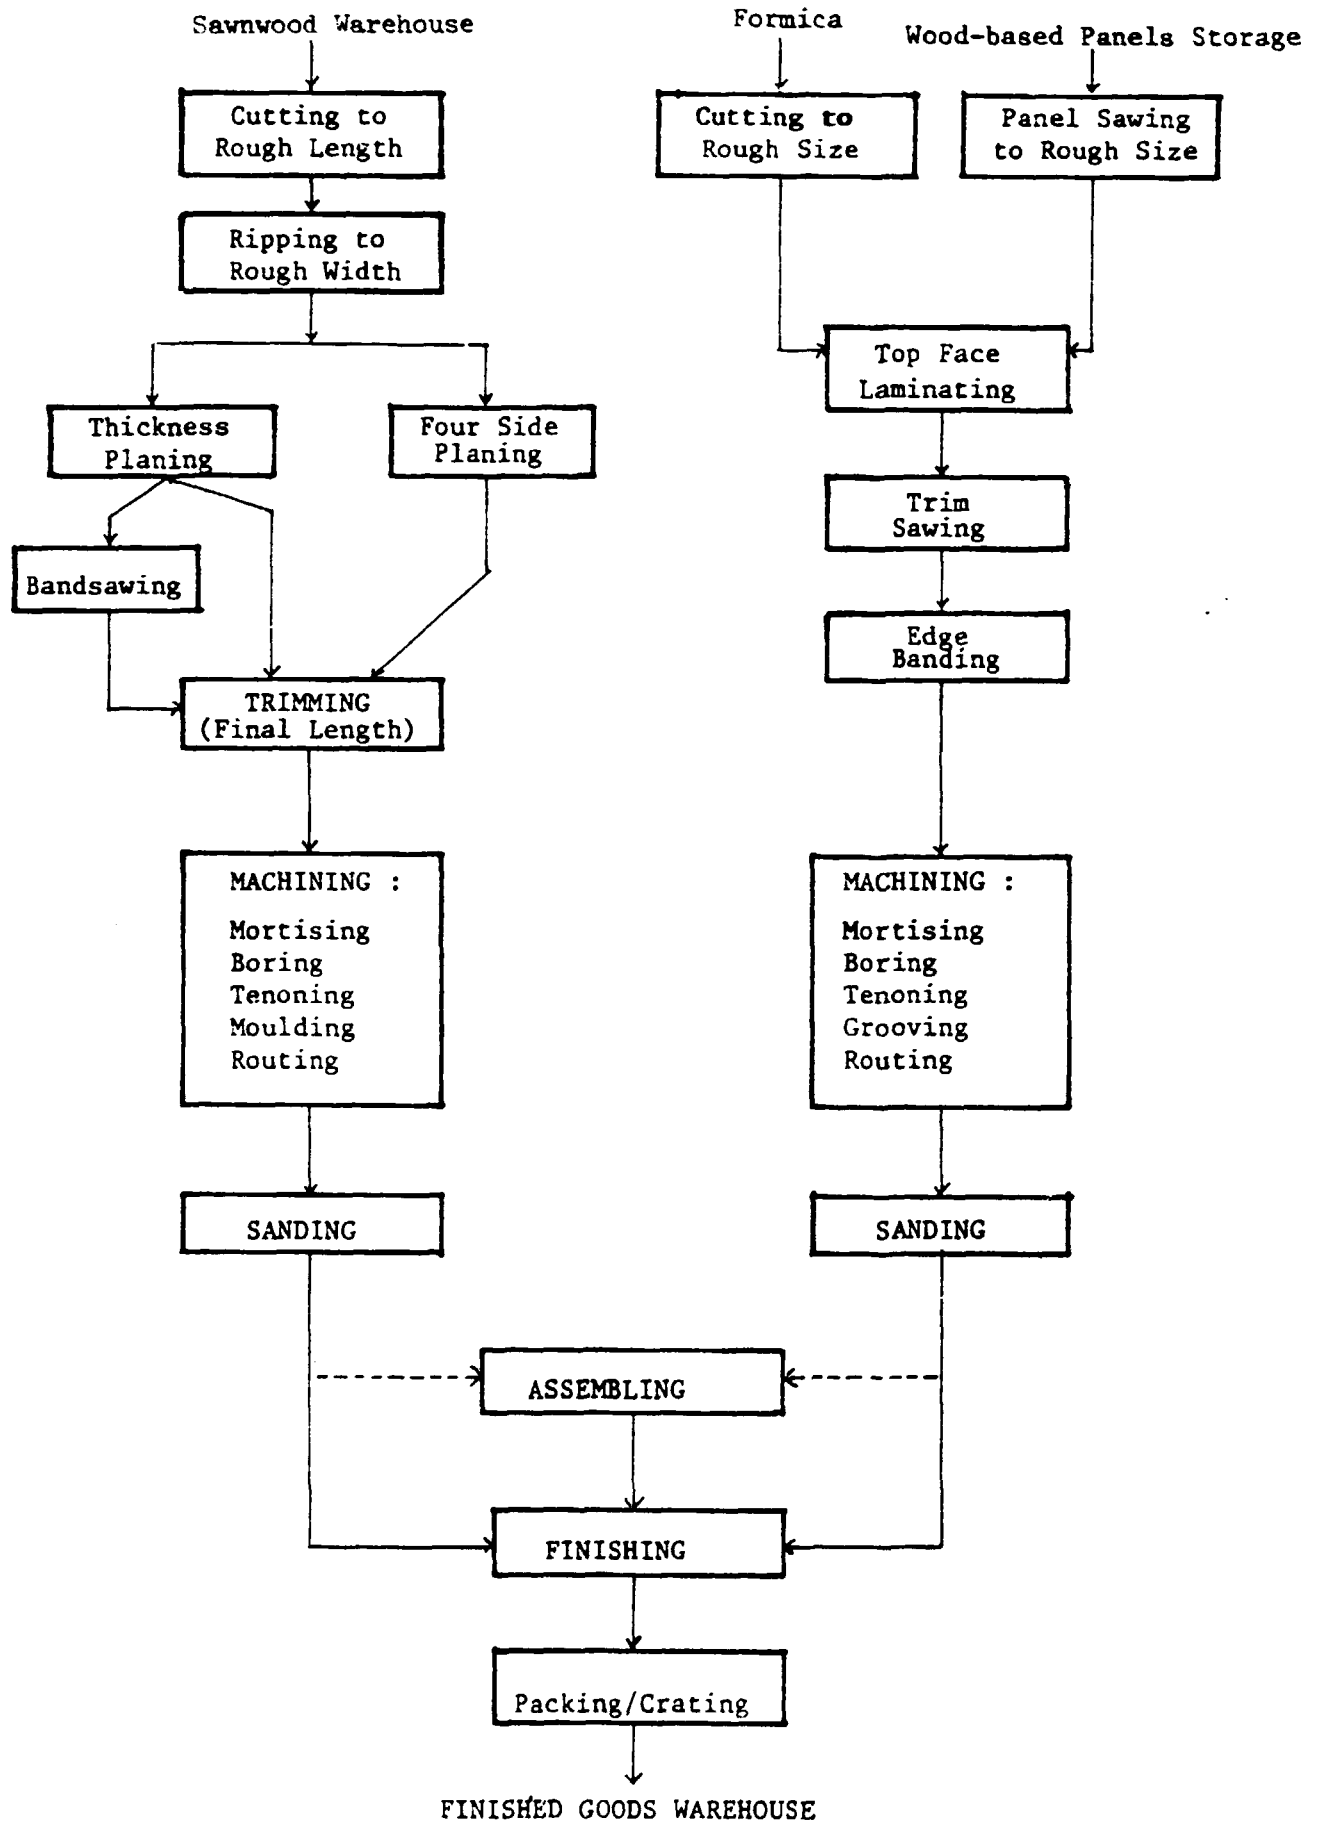 Sawnwood Warehouse
Formica
Wood-based Panels Storage
Cutting to
Rough Length
Cutting to
Rough Size
Panel Sawing
to Rough Size
Ripping to
Rough Width
Top Face
Laminating
Thickness
Planing
Four Side
Planing
Trim
Sawing
Bandsawing
Edge
Banding
TRIMMING
(Final Length)
MACHINING :
Mortising
Boring
Tenoning
Moulding
Routing
MACHINING :
Mortising
Boring
Tenoning
Grooving
Routing
SANDING
SANDING
ASSEMBLING
FINISHING
Packing/Crating
FINISHED GOODS WAREHOUSE